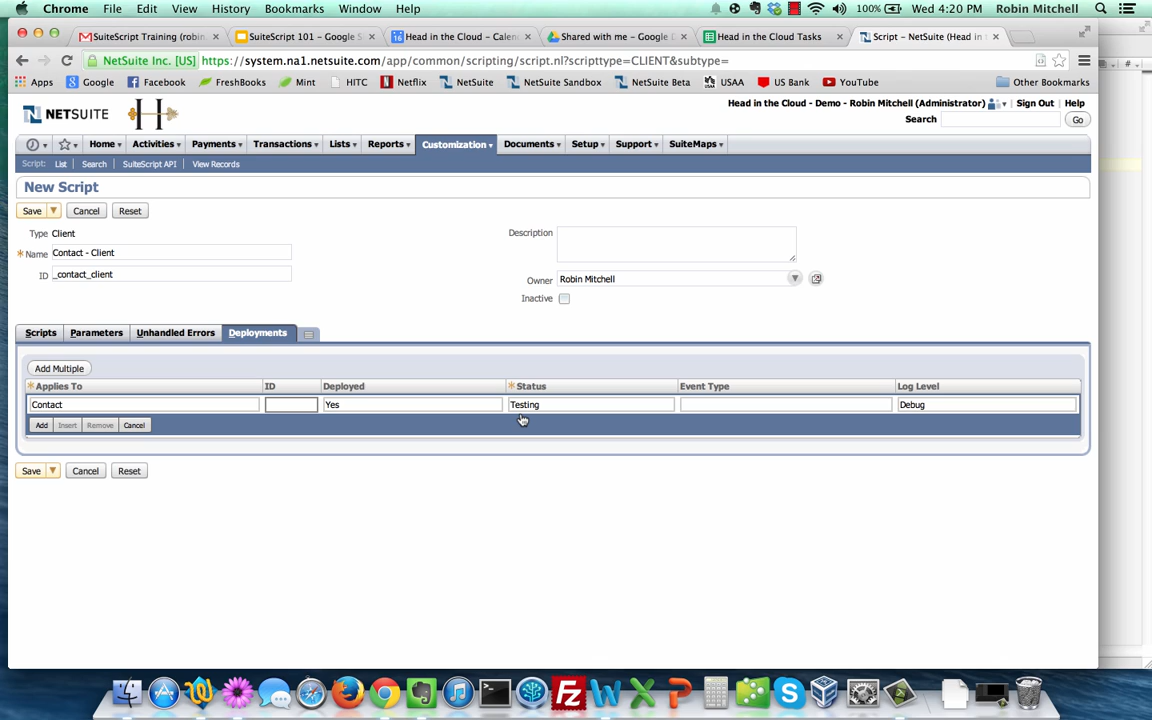 Chrome File Edit View History Bookmarks Window Help 100% Wed 4:20 PM Robin Mitchell
SuiteScript Training (robin. SuiteScript 101 – Google S Head in the Cloud – Calen Shared with me – Google D Head in the Cloud Tasks Script – NetSuite (Head in
NetSuite Inc. [US] https://system.na1.netsuite.com/app/common/scripting/script.nl?scripttype=CLIENT&subtype=
Apps Google Facebook FreshBooks Mint HITC Netflix NetSuite NetSuite Sandbox NetSuite Beta USAA US Bank YouTube Other Bookmarks
NETSUITE H Head in the Cloud - Demo - Robin Mitchell (Administrator) Sign Out Help
Search Go
Home Activities Payments Transactions Lists Reports Customization Documents Setup Support SuiteMaps
Script: List Search SuiteScript API View Records
New Script
Save Cancel Reset
Type Client
Name Contact - Client
ID _contact_client
Description
Owner Robin Mitchell
Inactive
Scripts Parameters Unhandled Errors Deployments
Add Multiple
Applies To ID Deployed Status Event Type Log Level
Contact Yes Testing Debug
Add Insert Remove Cancel
Save Cancel Reset